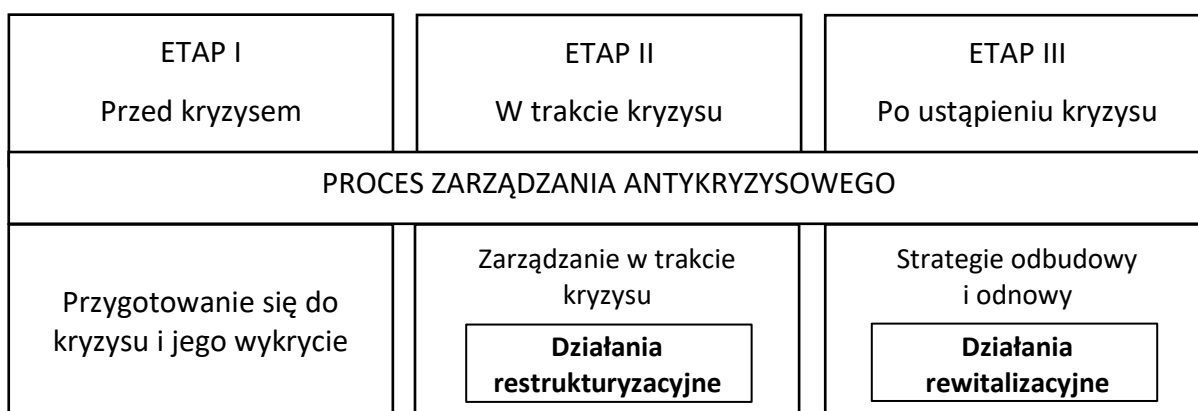 ETAP I
Przed kryzysem
ETAP II
W trakcie kryzysu
ETAP III
Po ustąpieniu kryzysu
PROCES ZARZĄDZANIA ANTYKRYZYSOWEGO
Przygotowanie się do
kryzysu i jego wykrycie
Zarządzanie w trakcie
kryzysu
Działania
restrukturyzacyjne
Strategie odbudowy
i odnowy
Działania
rewitalizacyjne